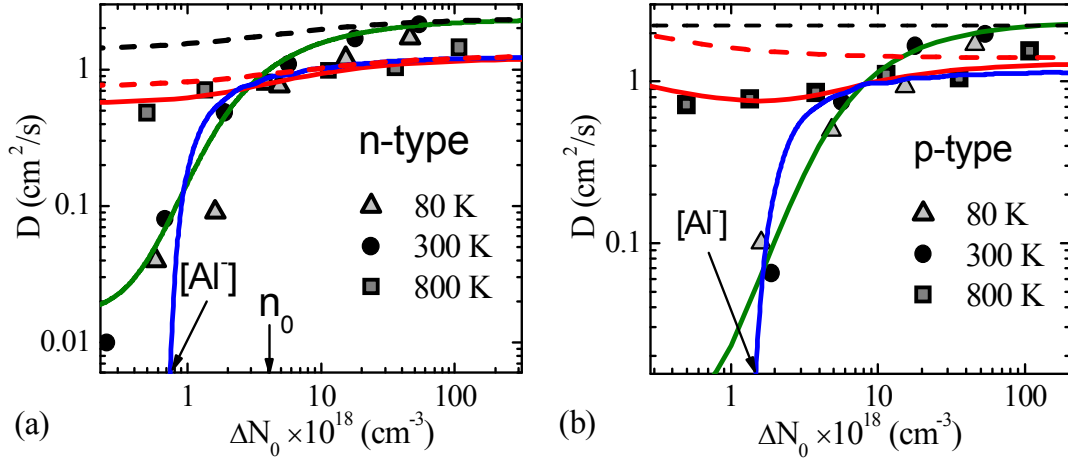 1
0.1
0.01
D (cm²/s)
n-type
80 K
300 K
800 K
[Al⁻]
n₀
1
10
100
(a)
ΔN₀ ×10¹⁸ (cm⁻³)
1
0.1
D (cm²/s)
p-type
80 K
300 K
800 K
[Al⁻]
1
10
100
(b)
ΔN₀ ×10¹⁸ (cm⁻³)